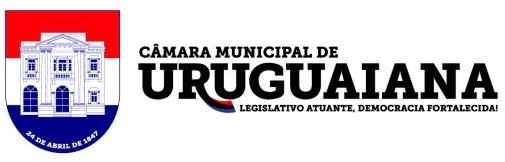 CÂMARA MUNICIPAL DE
URUGUAIANA
LEGISLATIVO ATUANTE, DEMOCRACIA FORTALECIDA!
24 DE ABRIL DE 1847